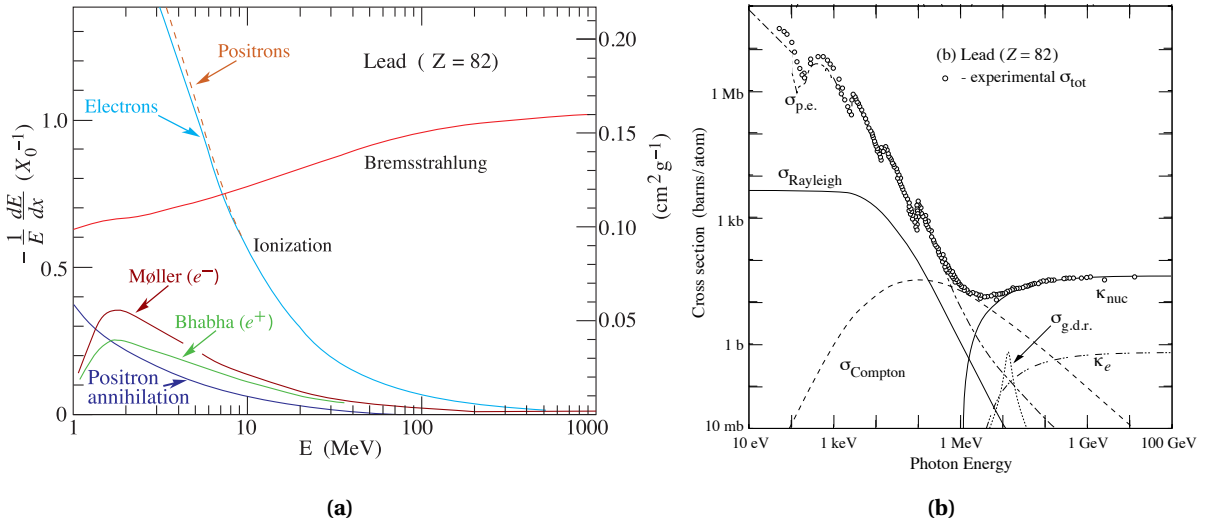 Lead ( Z = 82)
Positrons
Electrons
Bremsstrahlung
Ionization
Møller (e−)
Bhabha (e+)
Positron
annihilation
−1/E dE/dx (X0−1)
1.0
0.5
0
0.20
0.15
0.10
0.05
(cm2 g−1)
1
10
100
1000
E (MeV)
(a)
(b) Lead (Z = 82)
- experimental σtot
σp.e.
σRayleigh
σCompton
κnuc
σg.d.r.
κe
Cross section (barns/atom)
1 Mb
1 kb
1 b
10 mb
10 eV
1 keV
1 MeV
1 GeV
100 GeV
Photon Energy
(b)